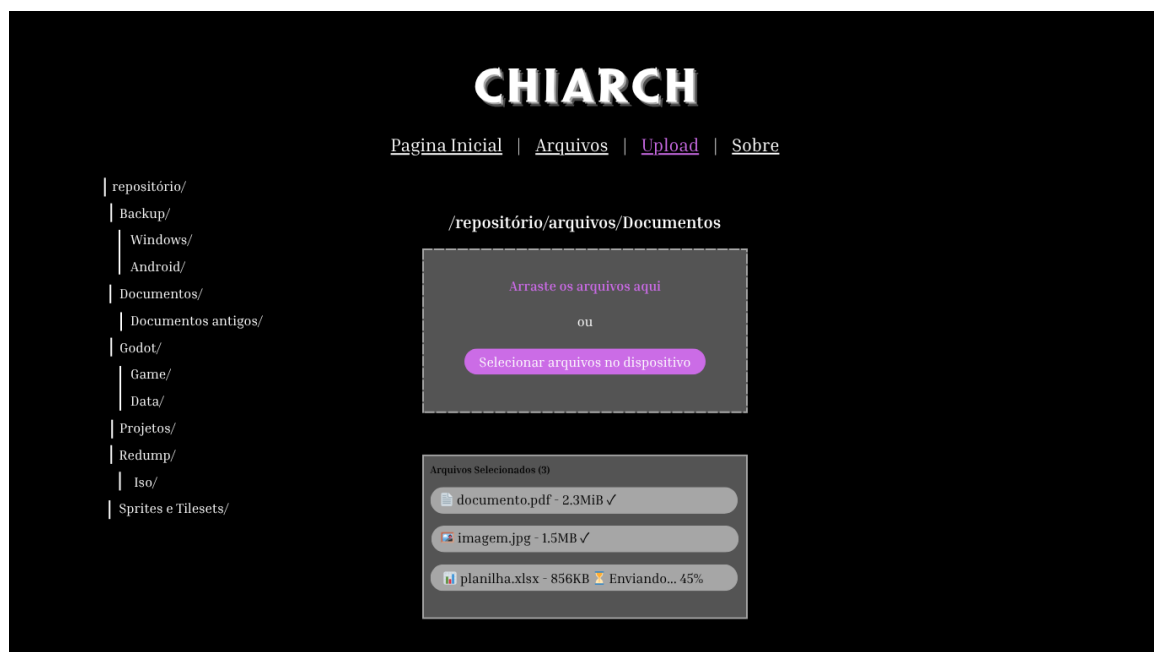 CHIARCH
Pagina Inicial | Arquivos | Upload | Sobre
repositório/
Backup/
Windows/
Android/
Documentos/
Documentos antigos/
Godot/
Game/
Data/
Projetos/
Redump/
Iso/
Sprites e Tilesets/
/repositório/arquivos/Documentos
Arraste os arquivos aqui
ou
Selecionar arquivos no dispositivo
Arquivos Selecionados (3)
📄 documento.pdf - 2.3MiB ✓
🖼️ imagem.jpg - 1.5MB ✓
📊 planilha.xlsx - 856KB ⏳ Enviando... 45%